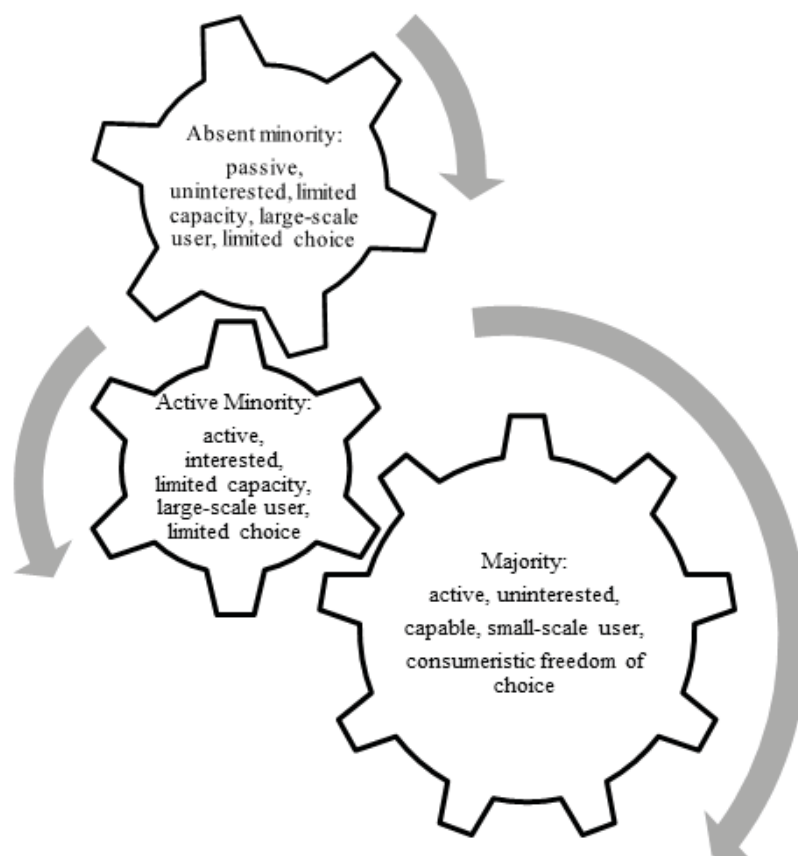 Absent minority:
passive,
uninterested, limited
capacity, large-scale
user, limited choice
Active Minority:
active,
interested,
limited capacity,
large-scale user,
limited choice
Majority:
active, uninterested,
capable, small-scale user,
consumeristic freedom of
choice